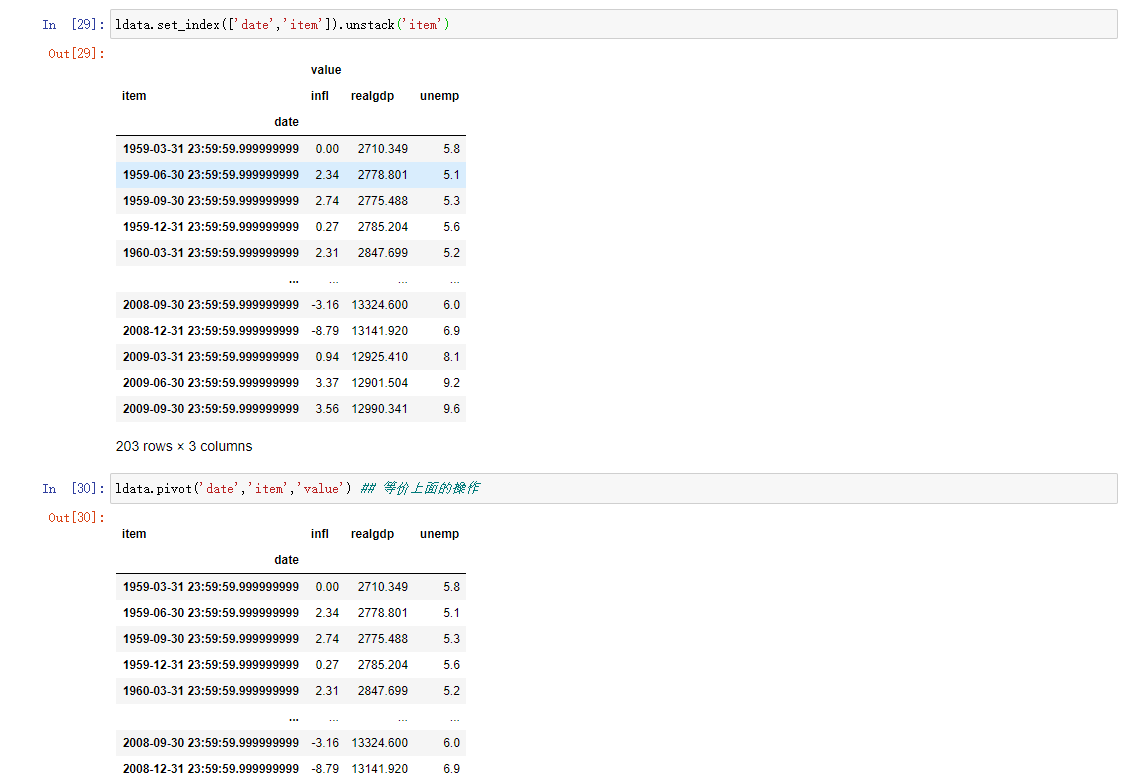 In [29]: ldata.set_index(['date','item']).unstack('item')
Out[29]:
value
item infl realgdp unemp
date
1959-03-31 23:59:59.999999999 0.00 2710.349 5.8
1959-06-30 23:59:59.999999999 2.34 2778.801 5.1
1959-09-30 23:59:59.999999999 2.74 2775.488 5.3
1959-12-31 23:59:59.999999999 0.27 2785.204 5.6
1960-03-31 23:59:59.999999999 2.31 2847.699 5.2
... ... ... ...
2008-09-30 23:59:59.999999999 -3.16 13324.600 6.0
2008-12-31 23:59:59.999999999 -8.79 13141.920 6.9
2009-03-31 23:59:59.999999999 0.94 12925.410 8.1
2009-06-30 23:59:59.999999999 3.37 12901.504 9.2
2009-09-30 23:59:59.999999999 3.56 12990.341 9.6
203 rows × 3 columns
In [30]: ldata.pivot('date','item','value') ## 等价上面的操作
Out[30]:
item infl realgdp unemp
date
1959-03-31 23:59:59.999999999 0.00 2710.349 5.8
1959-06-30 23:59:59.999999999 2.34 2778.801 5.1
1959-09-30 23:59:59.999999999 2.74 2775.488 5.3
1959-12-31 23:59:59.999999999 0.27 2785.204 5.6
1960-03-31 23:59:59.999999999 2.31 2847.699 5.2
... ... ... ...
2008-09-30 23:59:59.999999999 -3.16 13324.600 6.0
2008-12-31 23:59:59.999999999 -8.79 13141.920 6.9